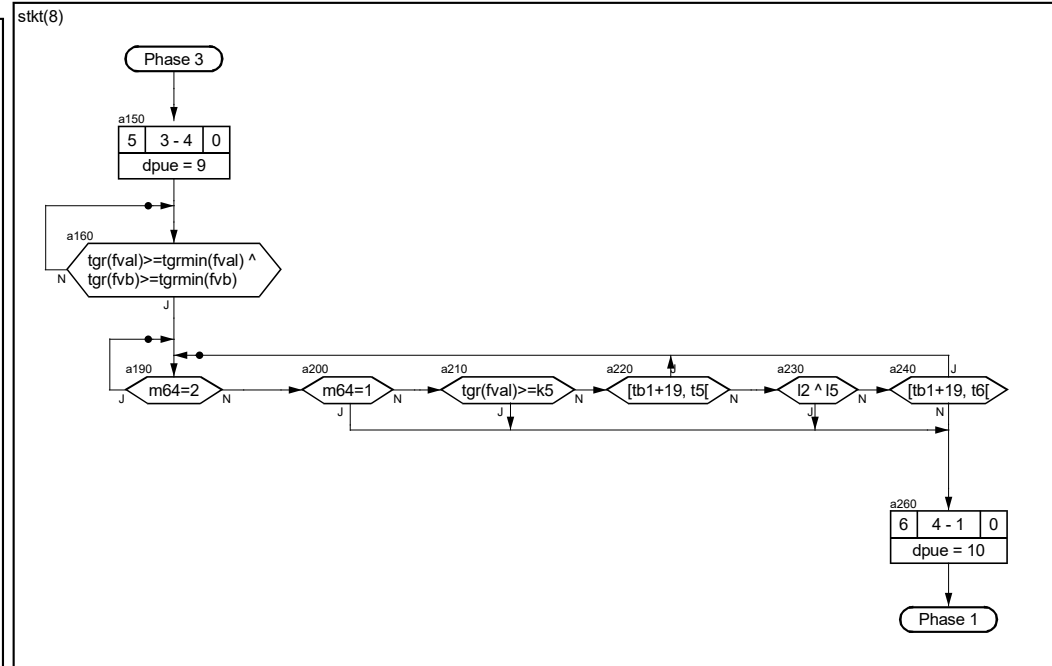 stkt(8)
Phase 3
a150
5 3 - 4 0
dpue = 9
a160
tgr(fval)>=tgrmin(fval) ^
tgr(fvb)>=tgrmin(fvb)
N
J
a190
m64=2
J
N
a200
m64=1
J
N
a210
tgr(fval)>=k5
J
N
a220
[tb1+19, t5[
J
N
a230
l2 ^ l5
J
N
a240
[tb1+19, t6[
J
N
a260
6 4 - 1 0
dpue = 10
Phase 1